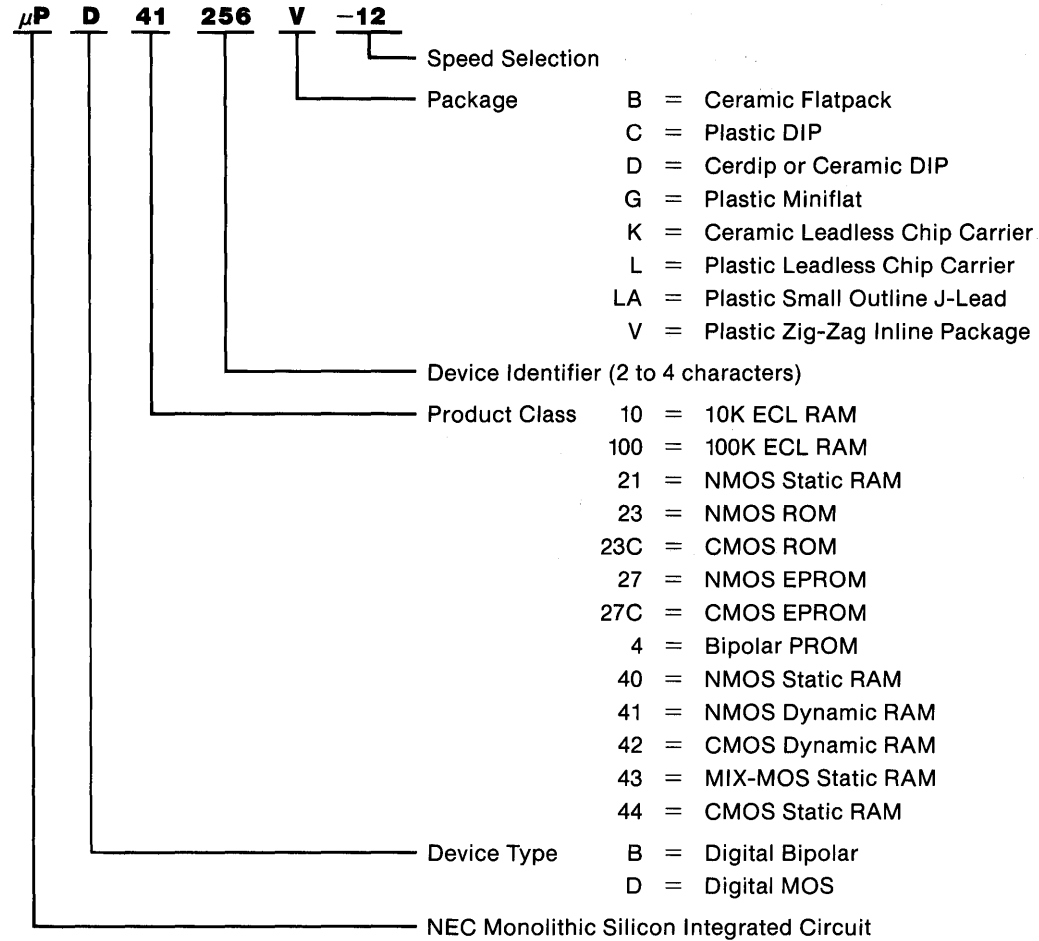 μP D 41 256 V -12
Speed Selection
Package B = Ceramic Flatpack
C = Plastic DIP
D = Cerdip or Ceramic DIP
G = Plastic Miniflat
K = Ceramic Leadless Chip Carrier
L = Plastic Leadless Chip Carrier
LA = Plastic Small Outline J-Lead
V = Plastic Zig-Zag Inline Package
Device Identifier (2 to 4 characters)
Product Class 10 = 10K ECL RAM
100 = 100K ECL RAM
21 = NMOS Static RAM
23 = NMOS ROM
23C = CMOS ROM
27 = NMOS EPROM
27C = CMOS EPROM
4 = Bipolar PROM
40 = NMOS Static RAM
41 = NMOS Dynamic RAM
42 = CMOS Dynamic RAM
43 = MIX-MOS Static RAM
44 = CMOS Static RAM
Device Type B = Digital Bipolar
D = Digital MOS
NEC Monolithic Silicon Integrated Circuit